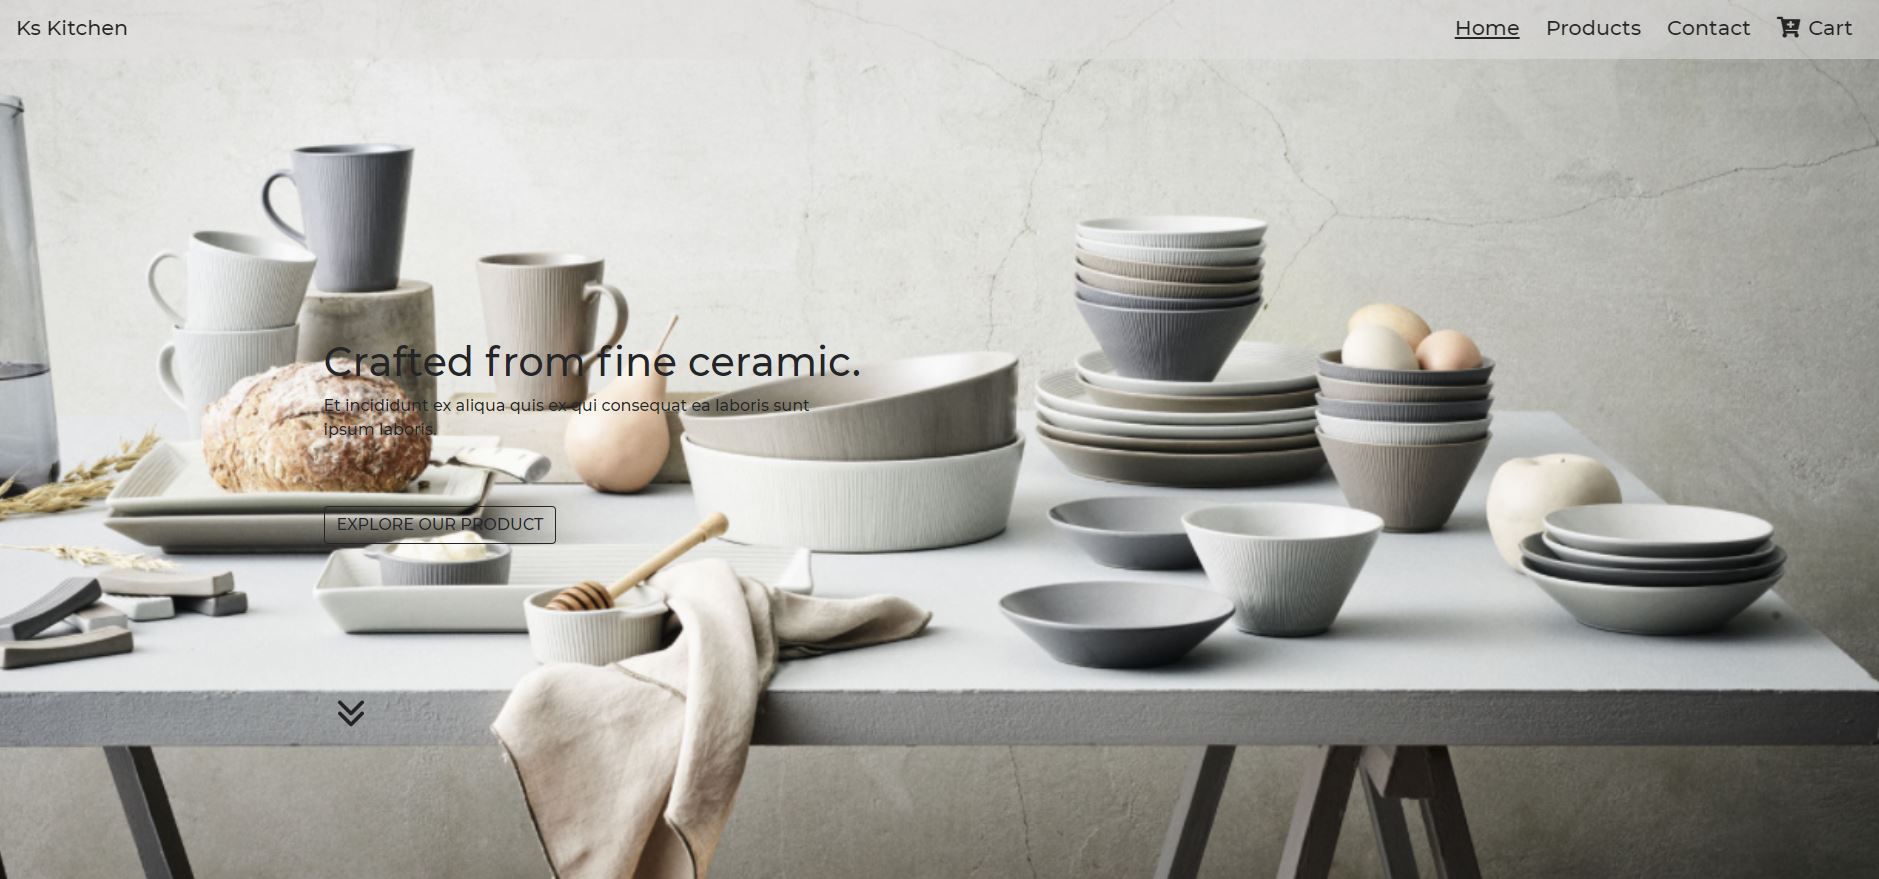 Ks Kitchen
Home Products Contact Cart
Crafted from fine ceramic.
Et incididunt ex aliqua quis ex qui consequat ea laboris sunt
ipsum laboris.
EXPLORE OUR PRODUCT